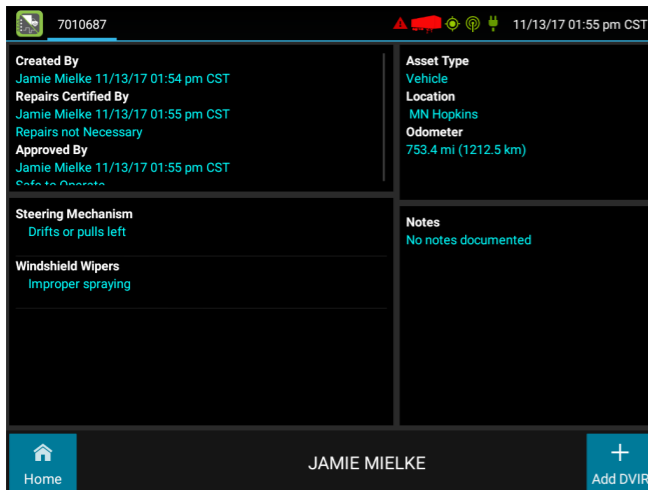 7010687
11/13/17 01:55 pm CST
Created By
Jamie Mielke 11/13/17 01:54 pm CST
Repairs Certified By
Jamie Mielke 11/13/17 01:55 pm CST
Repairs not Necessary
Approved By
Jamie Mielke 11/13/17 01:55 pm CST
Safe to Operate
Asset Type
Vehicle
Location
MN Hopkins
Odometer
753.4 mi (1212.5 km)
Steering Mechanism
Drifts or pulls left
Windshield Wipers
Improper spraying
Notes
No notes documented
Home
JAMIE MIELKE
Add DVIR